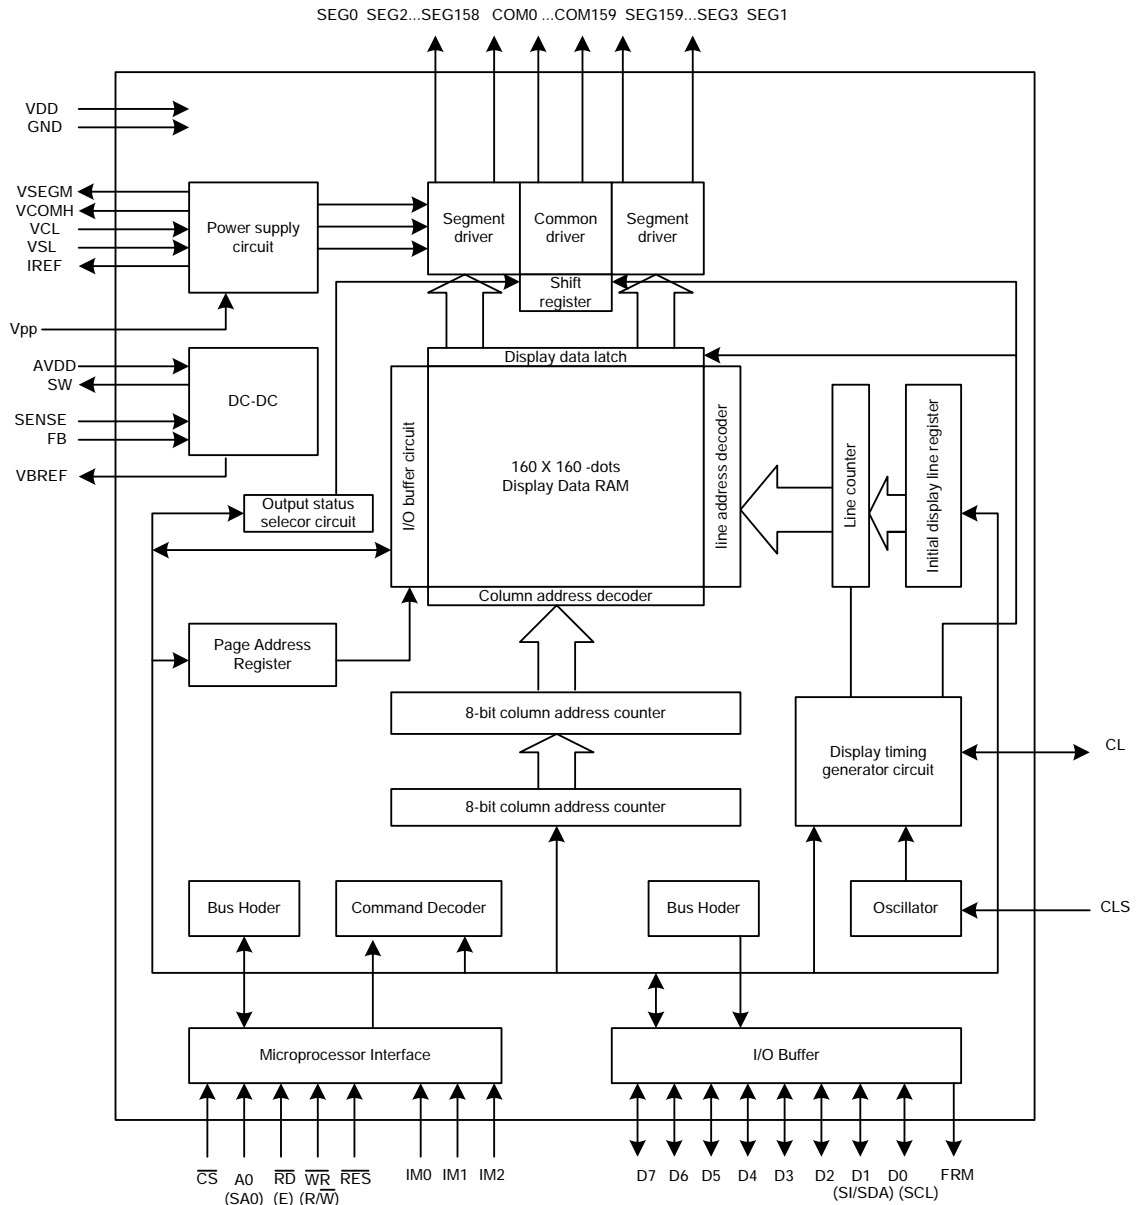 SEG0 SEG2...SEG158 COM0 ...COM159 SEG159...SEG3 SEG1
VDD
GND
VSEGM
VCOMH
VCL
VSL
IREF
Vpp
Power supply
circuit
Segment
driver
Common
driver
Segment
driver
Shift
register
AVDD
SW
SENSE
FB
VBREF
DC-DC
Display data latch
I/O buffer circuit
160 X 160 -dots
Display Data RAM
line address decoder
Line counter
Initial display line register
Output status
selecor circuit
Column address decoder
Page Address
Register
8-bit column address counter
8-bit column address counter
Display timing
generator circuit
CL
Bus Hoder
Command Decoder
Bus Hoder
Oscillator
CLS
Microprocessor Interface
I/O Buffer
C̅S̅ A0 R̅D̅ W̅R̅ R̅E̅S̅ IM0 IM1 IM2 D7 D6 D5 D4 D3 D2 D1 D0 FRM
(SA0) (E) (R/W̅) (SI/SDA) (SCL)